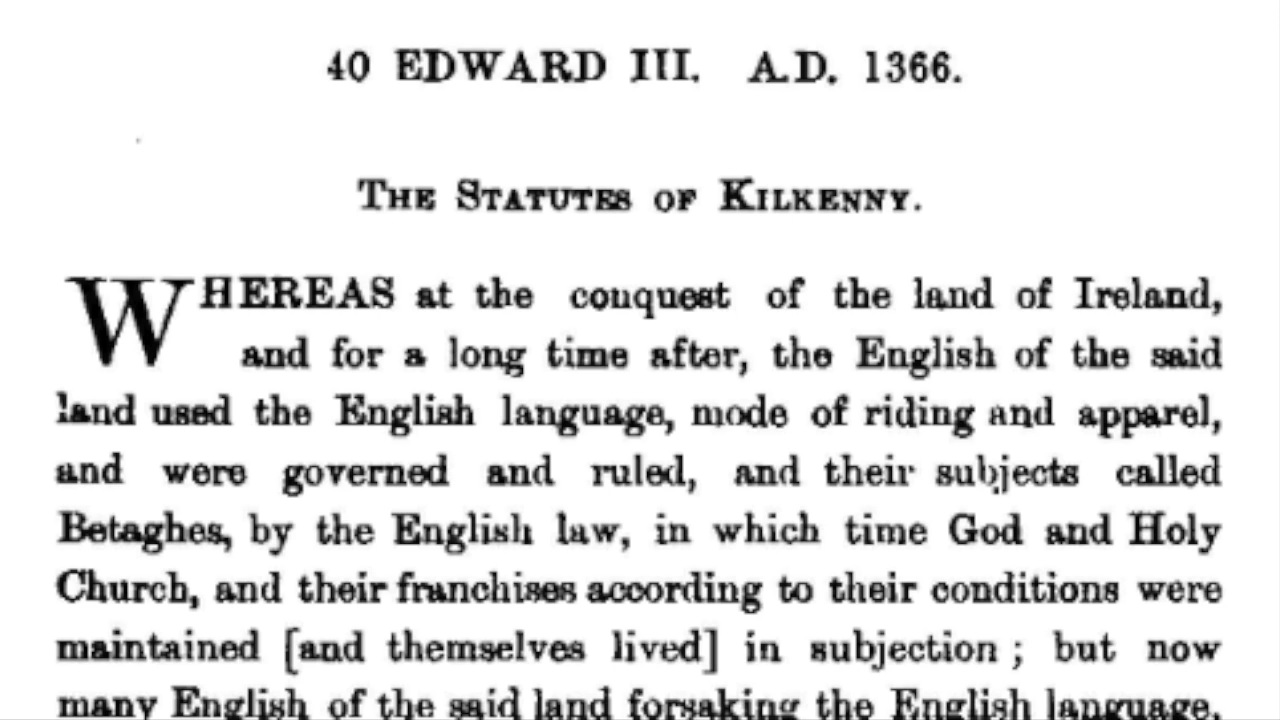 40 EDWARD III. A.D. 1366.
THE STATUTES OF KILKENNY.
WHEREAS at the conquest of the land of Ireland,
and for a long time after, the English of the said
land used the English language, mode of riding and apparel,
and were governed and ruled, and their subjects called
Betaghes, by the English law, in which time God and Holy
Church, and their franchises according to their conditions were
maintained [and themselves lived] in subjection ; but now
many English of the said land forsaking the English language,